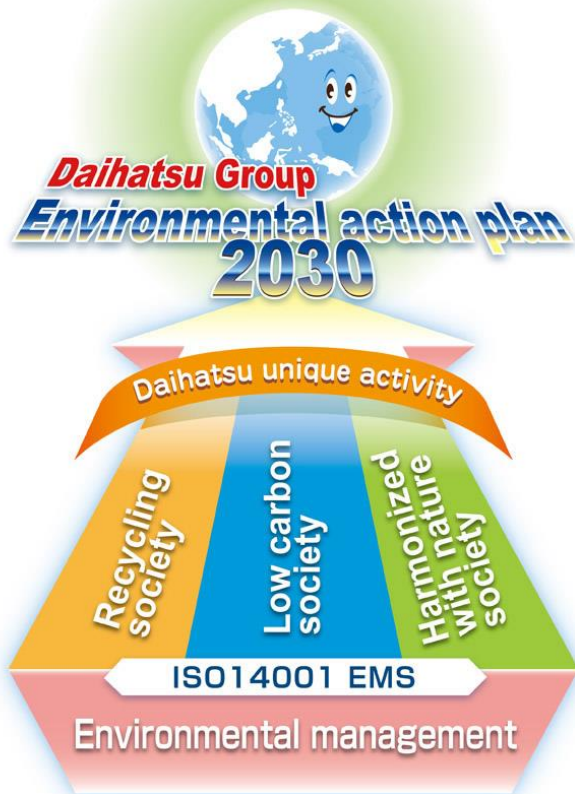 Daihatsu Group
Environmental action plan
2030
Daihatsu unique activity
Recycling
society
Low carbon
society
Harmonized
with nature
society
ISO14001 EMS
Environmental management